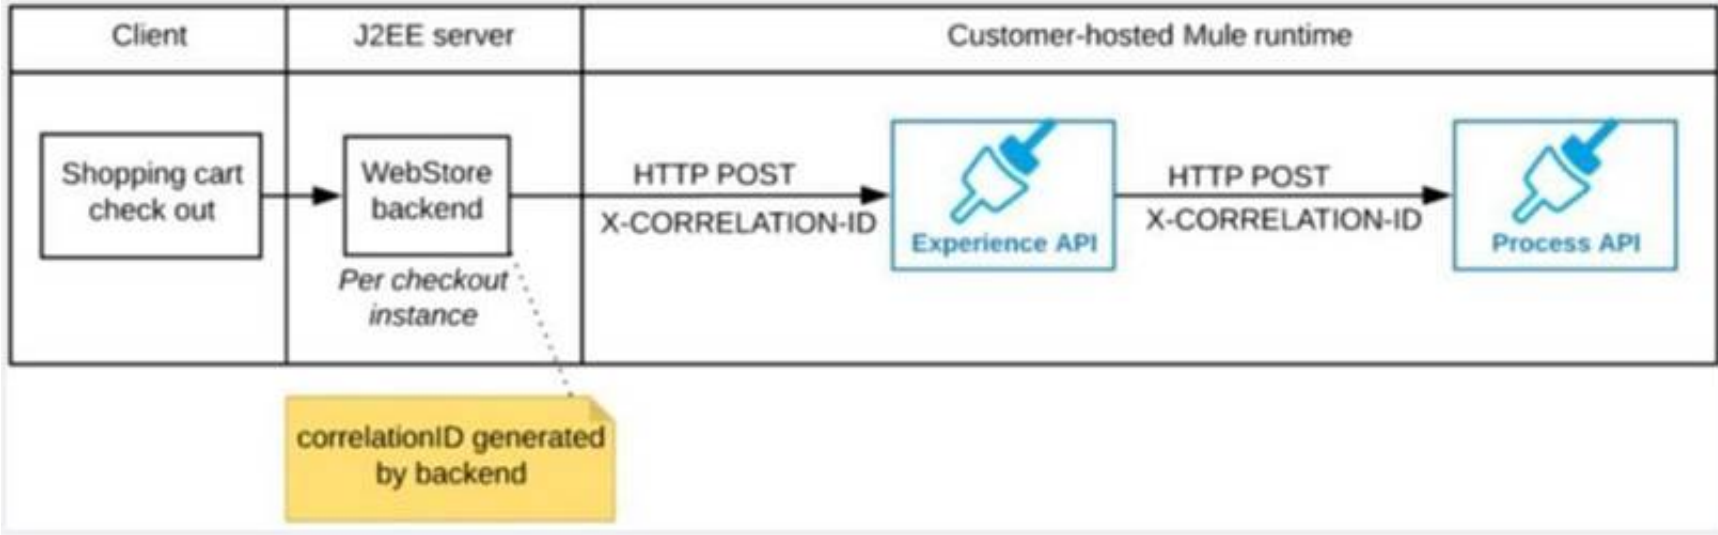 Client
J2EE server
Customer-hosted Mule runtime
Shopping cart
check out
WebStore
backend
Per checkout
instance
HTTP POST
X-CORRELATION-ID
Experience API
HTTP POST
X-CORRELATION-ID
Process API
correlationID generated
by backend